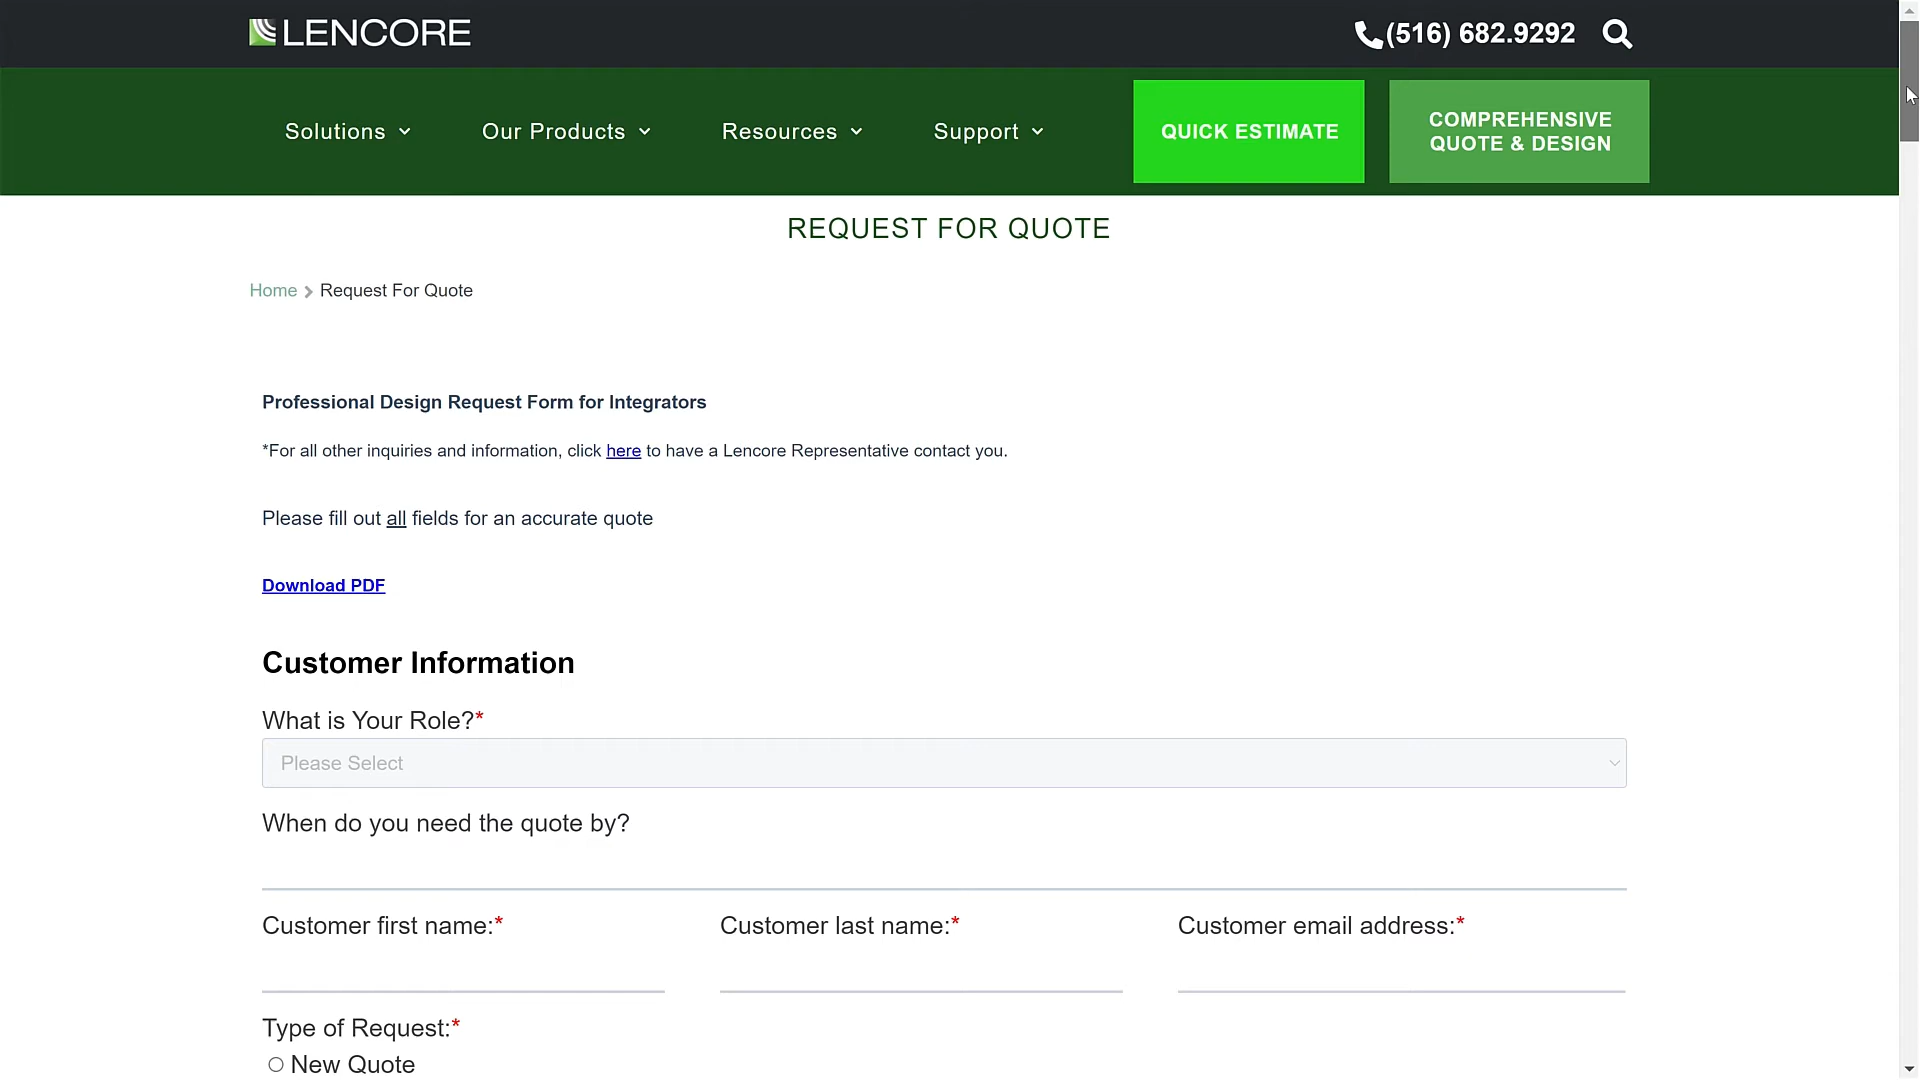 LENCORE
(516) 682.9292
Solutions
Our Products
Resources
Support
QUICK ESTIMATE
COMPREHENSIVE
QUOTE & DESIGN
REQUEST FOR QUOTE
Home Request For Quote
Professional Design Request Form for Integrators
*For all other inquiries and information, click here to have a Lencore Representative contact you.
Please fill out all fields for an accurate quote
Download PDF
Customer Information
What is Your Role?*
Please Select
When do you need the quote by?
Customer first name:*
Customer last name:*
Customer email address:*
Type of Request:*
New Quote